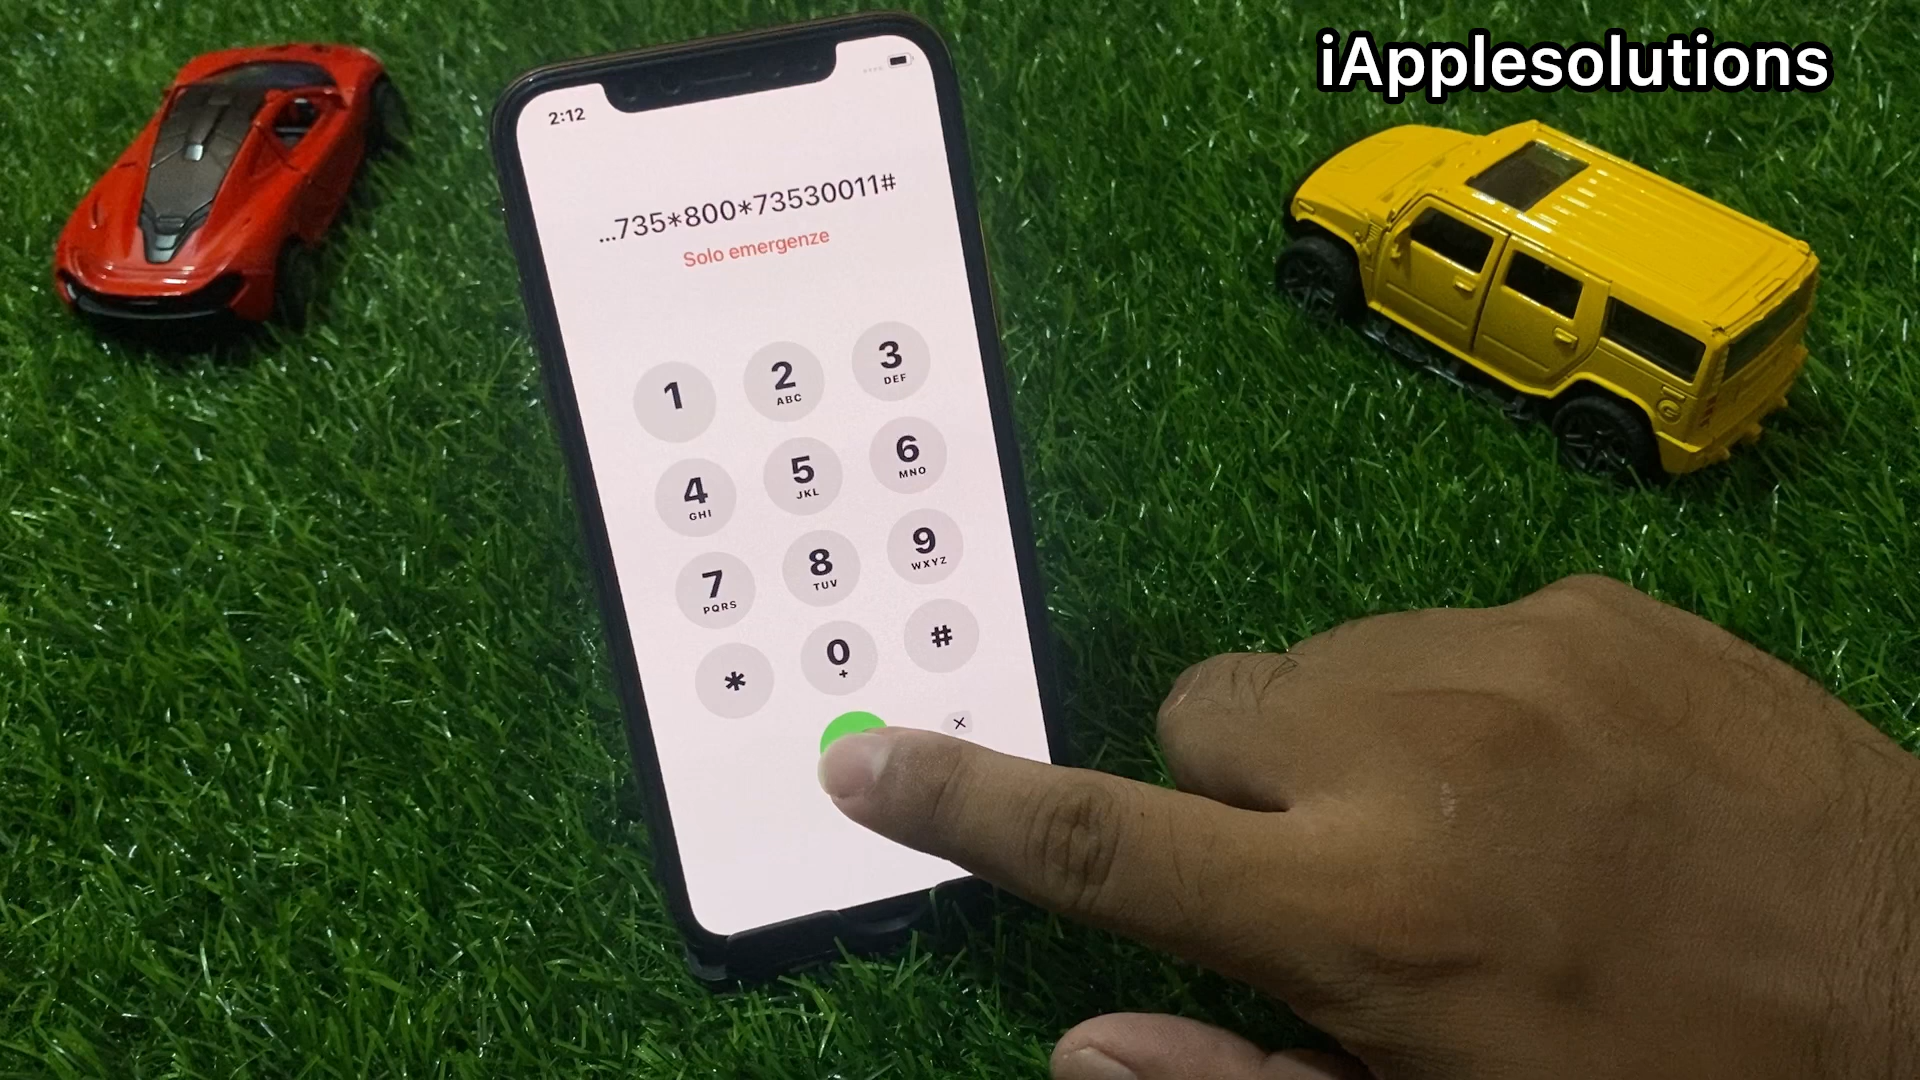 iApplesolutions
2:12
...735*800*73530011#
Solo emergenze
1
2
ABC
3
DEF
4
GHI
5
JKL
6
MNO
7
PQRS
8
TUV
9
WXYZ
*
0
+
#